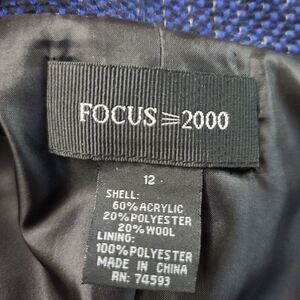 FOCUS 2000
12
SHELL:
60% ACRYLIC
20% POLYESTER
20% WOOL
LINING:
100% POLYESTER
MADE IN CHINA
RN: 74593